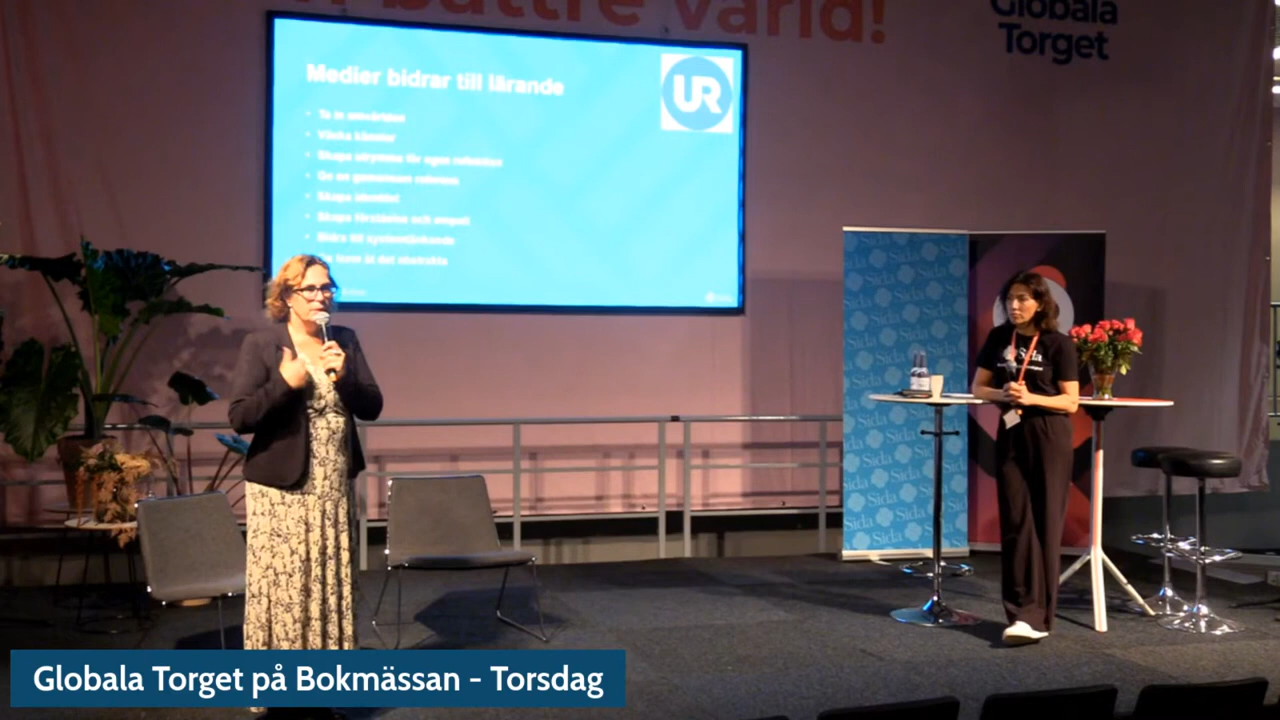 bättre värld!
Globala
Torget
Medier bidrar till lärande
UR
Ta in omvärlden
Väcka känslor
Skapa utrymme för egen reflektion
Ge en gemensam referens
Skapa identitet
Skapa förståelse och empati
Bidra till systemtänkande
form åt det abstrakta
Sida
Sida
Globala Torget på Bokmässan - Torsdag